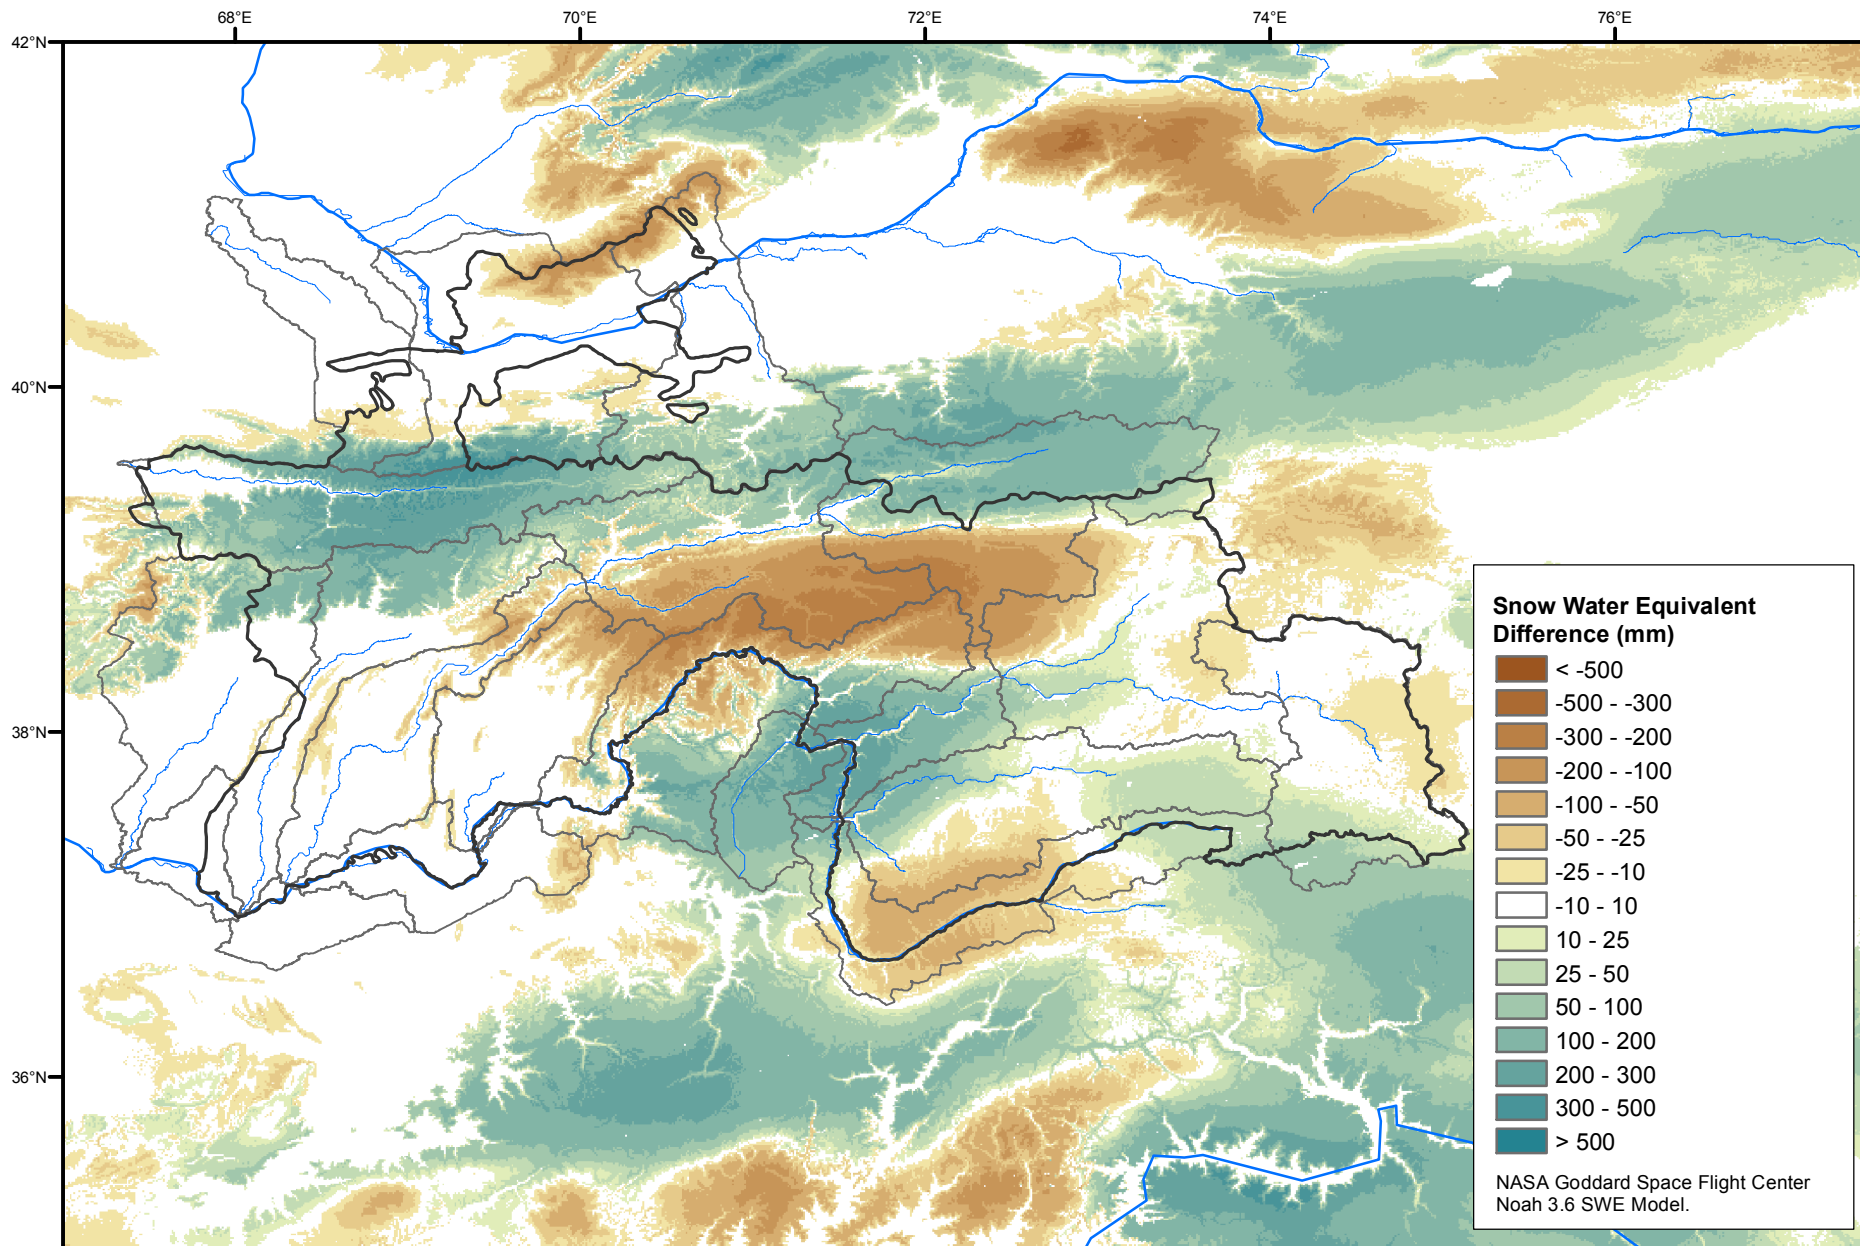 68°E 70°E 72°E 74°E 76°E
42°N
40°N
38°N
36°N
Snow Water Equivalent
Difference (mm)
< -500
-500 - -300
-300 - -200
-200 - -100
-100 - -50
-50 - -25
-25 - -10
-10 - 10
10 - 25
25 - 50
50 - 100
100 - 200
200 - 300
300 - 500
> 500
NASA Goddard Space Flight Center
Noah 3.6 SWE Model.